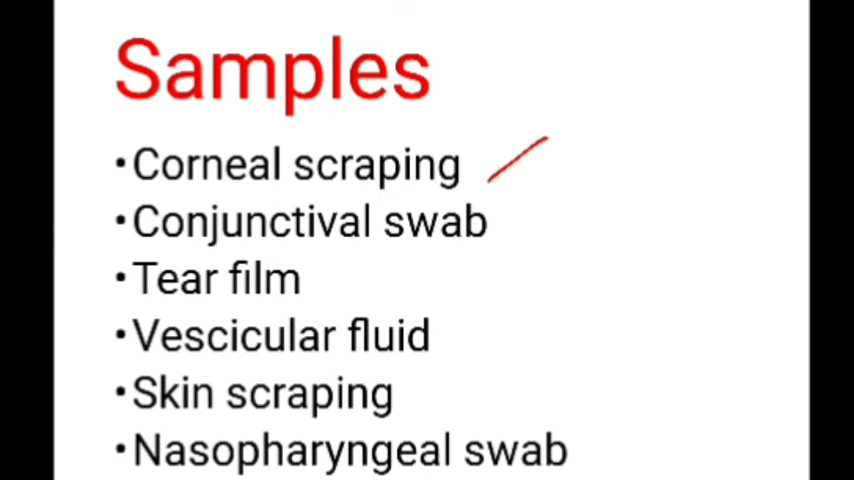 Samples
•Corneal scraping
•Conjunctival swab
•Tear film
•Vescicular fluid
•Skin scraping
•Nasopharyngeal swab